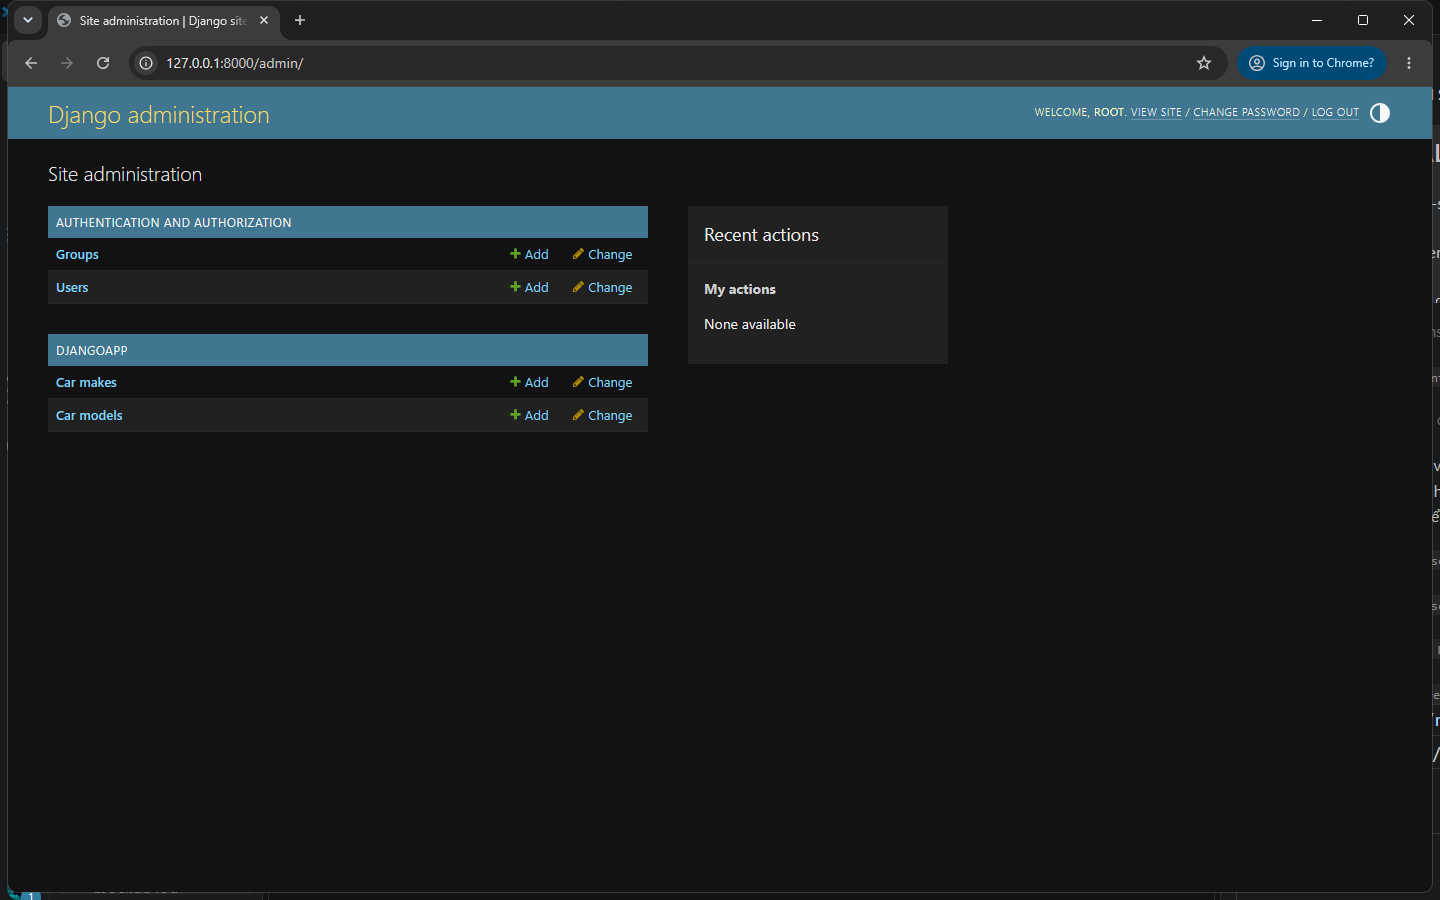 Site administration | Django site
127.0.0.1:8000/admin/
Sign in to Chrome?
Django administration
WELCOME, ROOT. VIEW SITE / CHANGE PASSWORD / LOG OUT
Site administration
AUTHENTICATION AND AUTHORIZATION
Groups Add Change
Users Add Change
DJANGOAPP
Car makes Add Change
Car models Add Change
Recent actions
My actions
None available
1